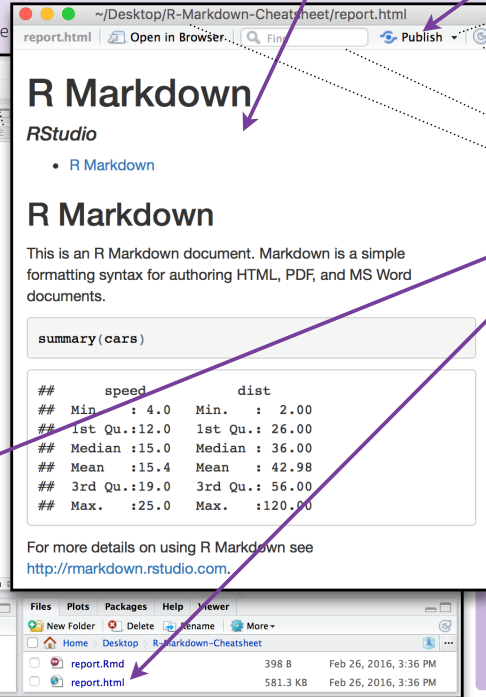 ~/Desktop/R-Markdown-Cheatsheet/report.html
report.html Open in Browser Find Publish
R Markdown
RStudio
• R Markdown
R Markdown
This is an R Markdown document. Markdown is a simple
formatting syntax for authoring HTML, PDF, and MS Word
documents.
summary(cars)
## speed dist
## Min. : 4.0 Min. : 2.00
## 1st Qu.:12.0 1st Qu.: 26.00
## Median :15.0 Median : 36.00
## Mean :15.4 Mean : 42.98
## 3rd Qu.:19.0 3rd Qu.: 56.00
## Max. :25.0 Max. :120.00
For more details on using R Markdown see
http://rmarkdown.rstudio.com.
Files Plots Packages Help Viewer
New Folder Delete Rename More
Home Desktop R-Markdown-Cheatsheet ...
report.Rmd 398 B Feb 26, 2016, 3:36 PM
report.html 581.3 KB Feb 26, 2016, 3:36 PM